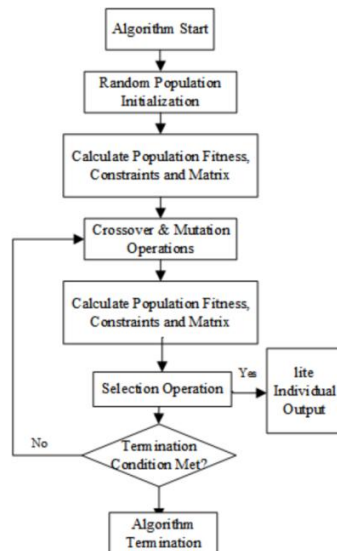 Algorithm Start
Random Population
Initialization
Calculate Population Fitness,
Constraints and Matrix
Crossover & Mutation
Operations
Calculate Population Fitness,
Constraints and Matrix
Selection Operation
Yes
lite
Individual
Output
No
Termination
Condition Met?
Algorithm
Termination